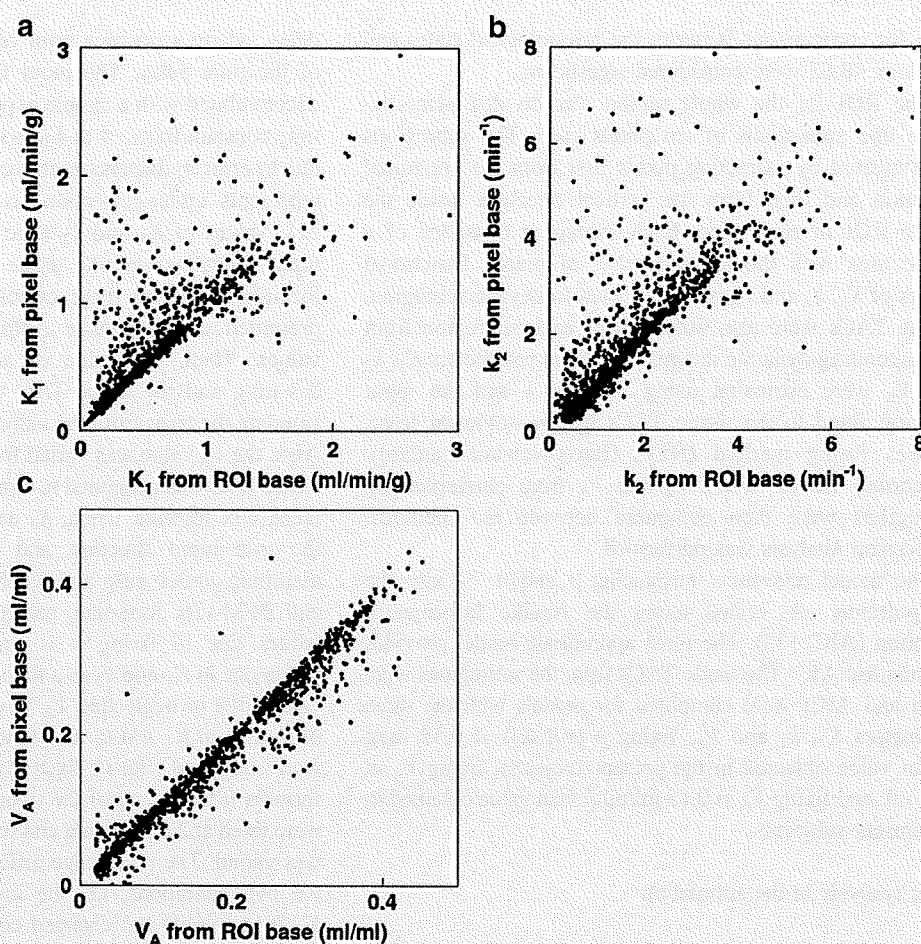 a
3
2
1
0
K₁ from pixel base (ml/min/g)
0 1 2 3
K₁ from ROI base (ml/min/g)
b
8
6
4
2
0
k₂ from pixel base (min⁻¹)
0 2 4 6 8
k₂ from ROI base (min⁻¹)
c
0.4
0.2
0
V_A from pixel base (ml/ml)
0 0.2 0.4
V_A from ROI base (ml/ml)